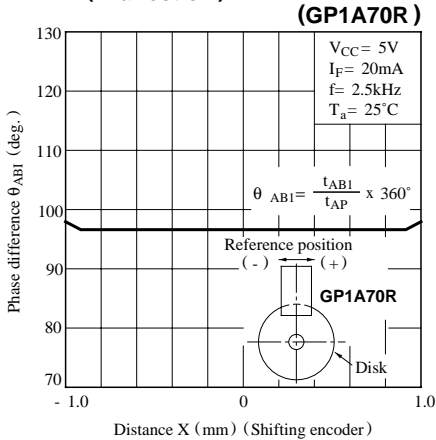 (GP1A70R )
130
120
110
100
90
80
70
Phase difference θABI (deg. )
VCC= 5V
IF= 20mA
f= 2.5kHz
Ta= 25˚C
θ AB1= tAB1 / tAP x 360˚
Reference position
( - ) ( + )
GP1A70R
Disk
- 1.0 0 1.0
Distance X ( mm ) ( Shifting encoder )